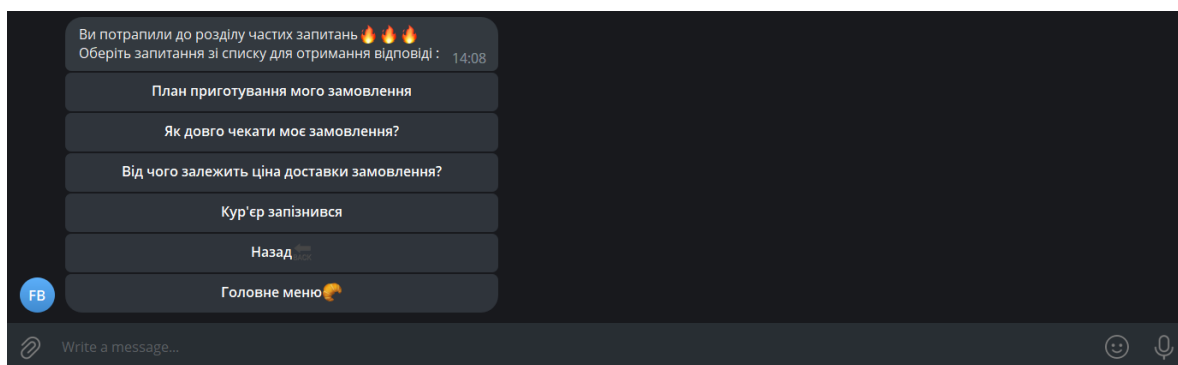 Ви потрапили до розділу частих запитань🔥🔥🔥
Оберіть запитання зі списку для отримання відповіді :
14:08
План приготування мого замовлення
Як довго чекати моє замовлення?
Від чого залежить ціна доставки замовлення?
Кур'єр запізнився
Назад🔙
Головне меню🥐
FB
Write a message...